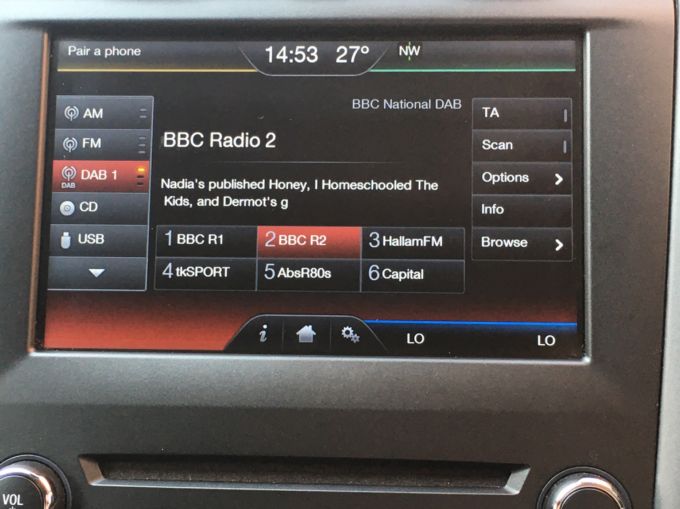 Pair a phone
14:53 27° NW
BBC National DAB
AM
FM
DAB 1
DAB
CD
USB
BBC Radio 2
Nadia's published Honey, I Homeschooled The
Kids, and Dermot's g
1 BBC R1
2 BBC R2
3 HallamFM
4 tkSPORT
5 AbsR80s
6 Capital
TA
Scan
Options
Info
Browse
i
LO
LO
VOL